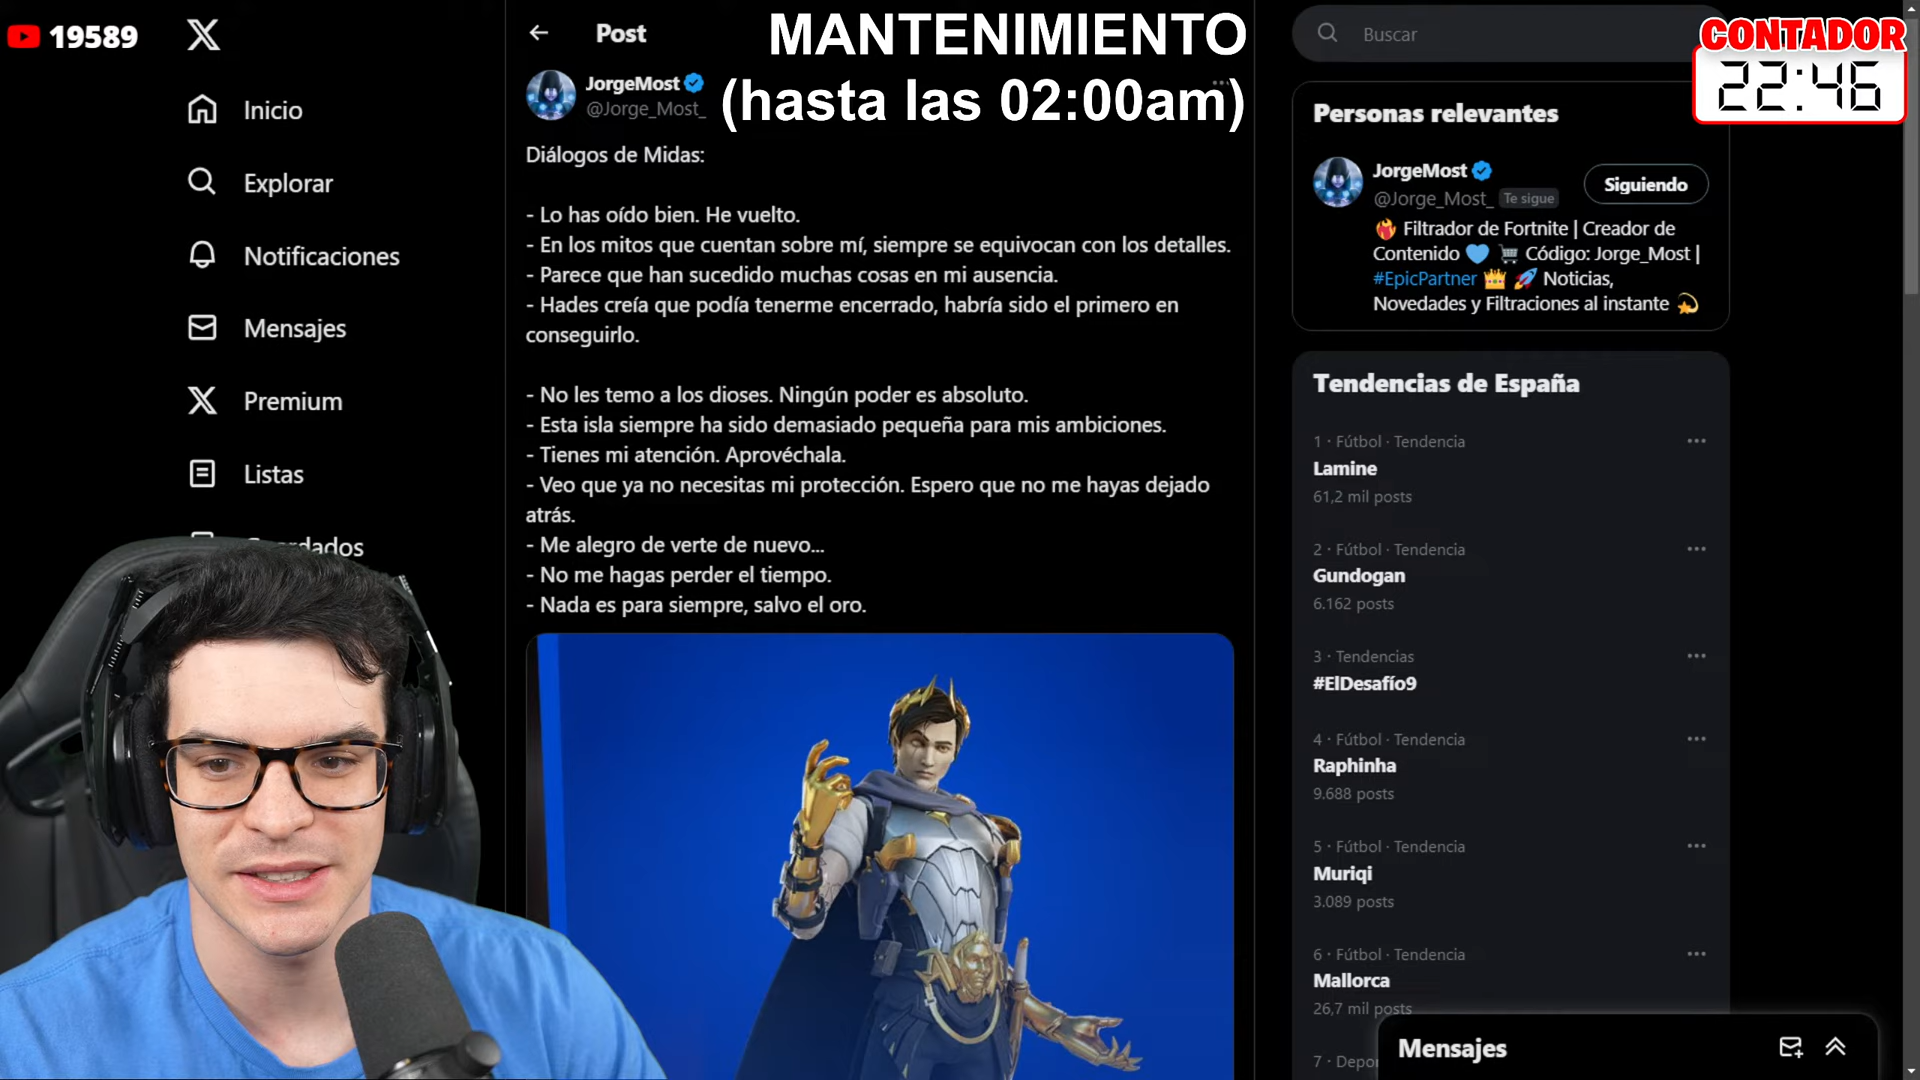 19589
MANTENIMIENTO
(hasta las 02:00am)
CONTADOR
22:46
Inicio
Explorar
Notificaciones
Mensajes
Premium
Listas
Post
JorgeMost
@Jorge_Most_
Diálogos de Midas:
- Lo has oído bien. He vuelto.
- En los mitos que cuentan sobre mí, siempre se equivocan con los detalles.
- Parece que han sucedido muchas cosas en mi ausencia.
- Hades creía que podía tenerme encerrado, habría sido el primero en
conseguirlo.
- No les temo a los dioses. Ningún poder es absoluto.
- Esta isla siempre ha sido demasiado pequeña para mis ambiciones.
- Tienes mi atención. Aprovéchala.
- Veo que ya no necesitas mi protección. Espero que no me hayas dejado
atrás.
- Me alegro de verte de nuevo...
- No me hagas perder el tiempo.
- Nada es para siempre, salvo el oro.
Buscar
Personas relevantes
JorgeMost
@Jorge_Most_ Te sigue
Siguiendo
Filtrador de Fortnite | Creador de
Contenido 💙 🛒 Código: Jorge_Most |
#EpicPartner 👑 🚀 Noticias,
Novedades y Filtraciones al instante 💫
Tendencias de España
1 · Fútbol · Tendencia
Lamine
61,2 mil posts
2 · Fútbol · Tendencia
Gundogan
6.162 posts
3 · Tendencias
#ElDesafío9
4 · Fútbol · Tendencia
Raphinha
9.688 posts
5 · Fútbol · Tendencia
Muriqi
3.089 posts
6 · Fútbol · Tendencia
Mallorca
26,7 mil posts
Mensajes